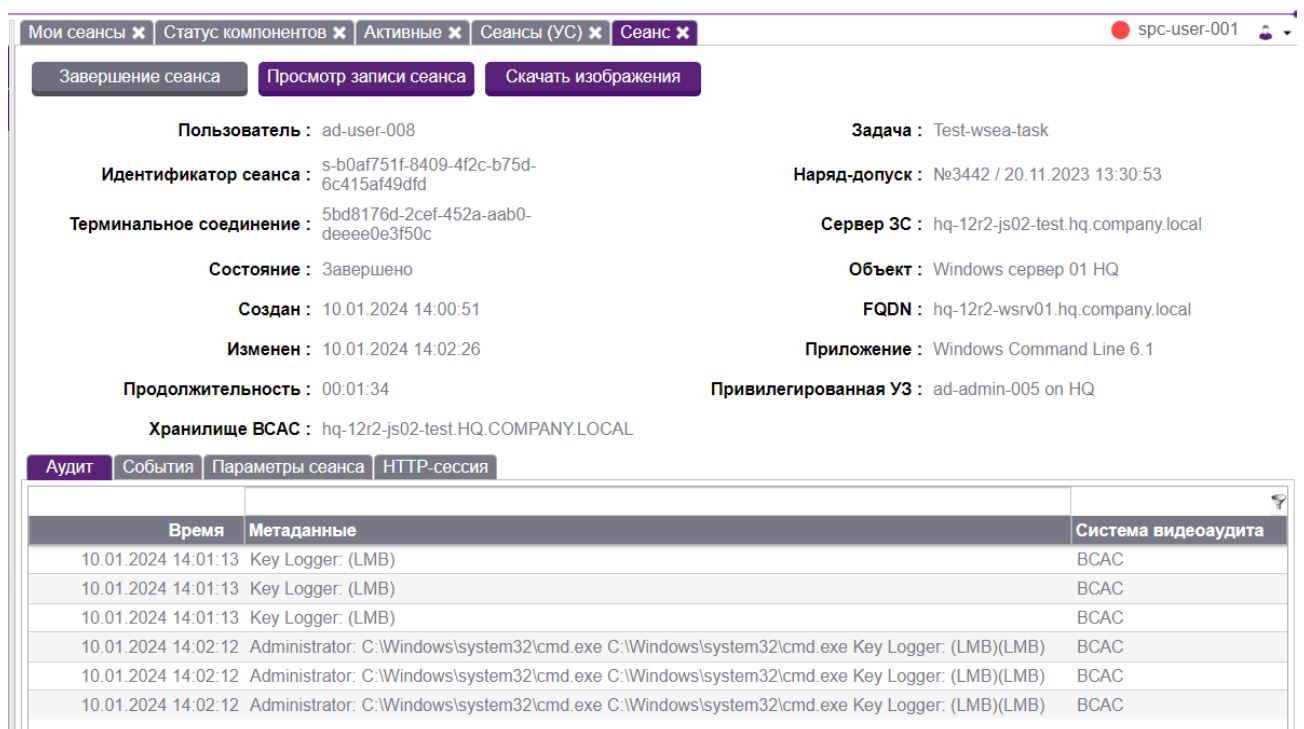 Мои сеансы ✖ Статус компонентов ✖ Активные ✖ Сеансы (УС) ✖ Сеанс ✖ spc-user-001
Завершение сеанса Просмотр записи сеанса Скачать изображения
Пользователь : ad-user-008 Задача : Test-wsea-task
Идентификатор сеанса : s-b0af751f-8409-4f2c-b75d-
6c415af49dfd
Наряд-допуск : №3442 / 20.11.2023 13:30:53
Терминальное соединение : 5bd8176d-2cef-452a-aab0-
deeee0e3f50c
Сервер ЗС : hq-12r2-js02-test.hq.company.local
Состояние : Завершено Объект : Windows сервер 01 HQ
Создан : 10.01.2024 14:00:51 FQDN : hq-12r2-wsrv01.hq.company.local
Изменен : 10.01.2024 14:02:26 Приложение : Windows Command Line 6.1
Продолжительность : 00:01:34 Привилегированная УЗ : ad-admin-005 on HQ
Хранилище ВСАС : hq-12r2-js02-test.HQ.COMPANY.LOCAL
Аудит События Параметры сеанса HTTP-сессия
Время Метаданные Система видеоаудита
10.01.2024 14:01:13 Key Logger: (LMB) ВСАС
10.01.2024 14:01:13 Key Logger: (LMB) ВСАС
10.01.2024 14:01:13 Key Logger: (LMB) ВСАС
10.01.2024 14:02:12 Administrator: C:\Windows\system32\cmd.exe C:\Windows\system32\cmd.exe Key Logger: (LMB)(LMB) ВСАС
10.01.2024 14:02:12 Administrator: C:\Windows\system32\cmd.exe C:\Windows\system32\cmd.exe Key Logger: (LMB)(LMB) ВСАС
10.01.2024 14:02:12 Administrator: C:\Windows\system32\cmd.exe C:\Windows\system32\cmd.exe Key Logger: (LMB)(LMB) ВСАС